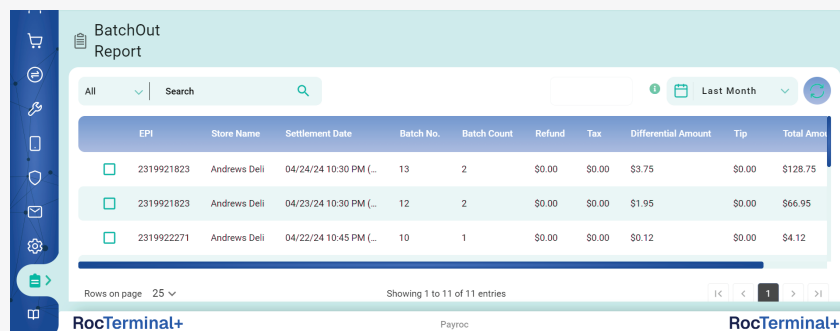 BatchOut
Report
All Search Last Month
EPI Store Name Settlement Date Batch No. Batch Count Refund Tax Differential Amount Tip Total Amou
2319921823 Andrews Deli 04/24/24 10:30 PM (... 13 2 $0.00 $0.00 $3.75 $0.00 $128.75
2319921823 Andrews Deli 04/23/24 10:30 PM (... 12 2 $0.00 $0.00 $1.95 $0.00 $66.95
2319922271 Andrews Deli 04/22/24 10:45 PM (... 10 1 $0.00 $0.00 $0.12 $0.00 $4.12
Rows on page 25 Showing 1 to 11 of 11 entries 1
RocTerminal+ Payroc RocTerminal+